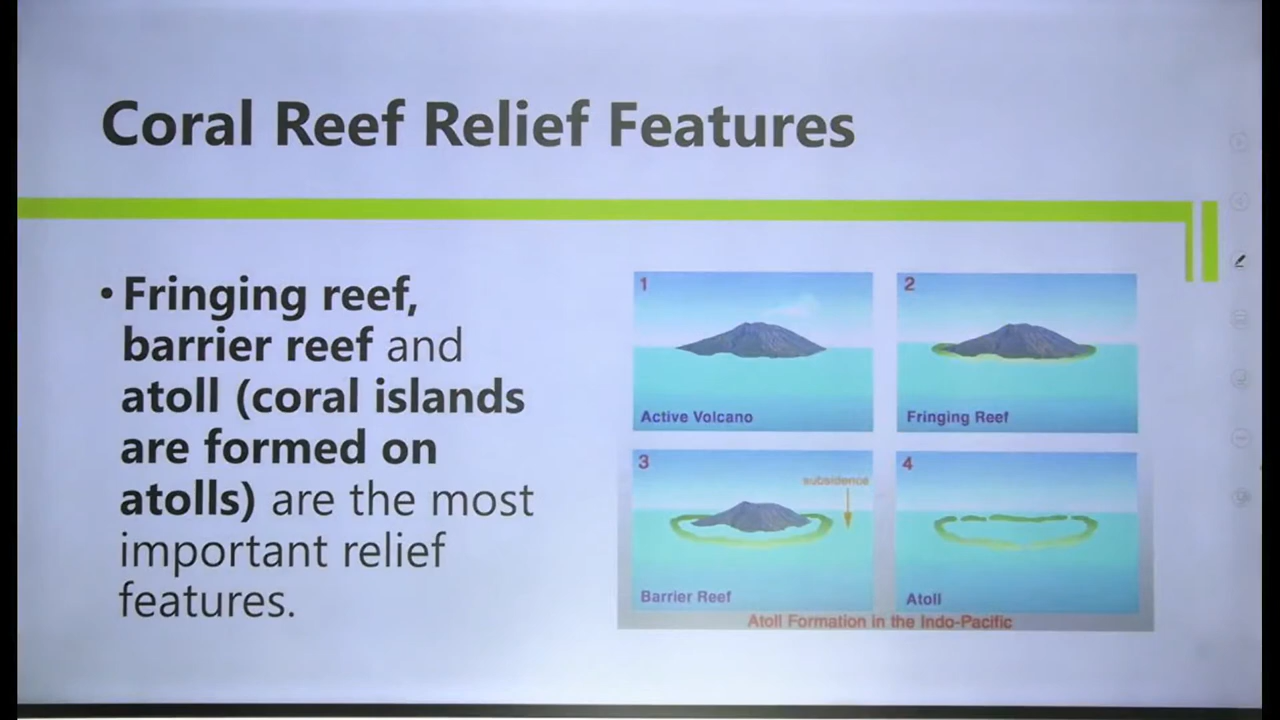 Coral Reef Relief Features
• Fringing reef,
barrier reef and
atoll (coral islands
are formed on
atolls) are the most
important relief
features.
1
Active Volcano
2
Fringing Reef
3
subsidence
Barrier Reef
4
Atoll
Atoll Formation in the Indo-Pacific